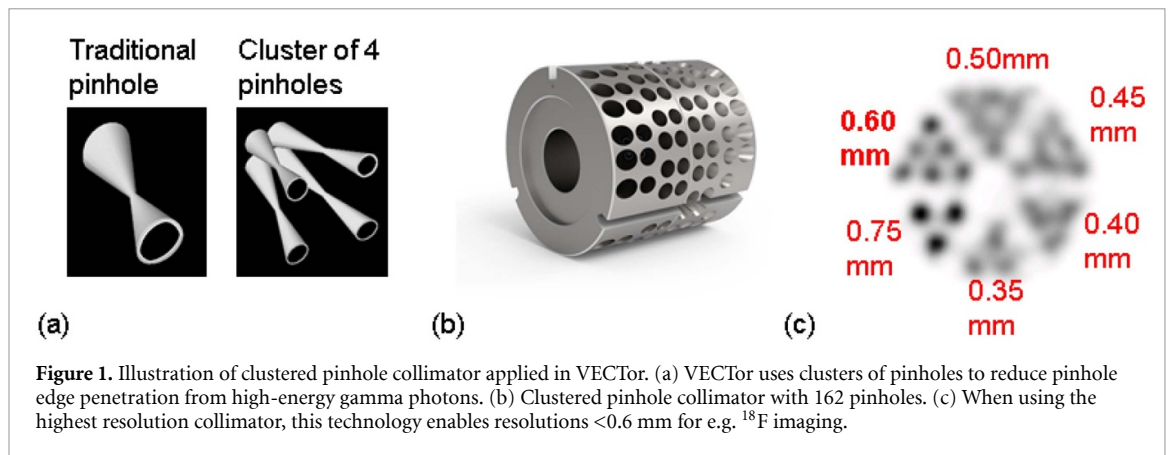 Traditional
pinhole
Cluster of 4
pinholes
0.50mm
0.45
mm
0.60
mm
0.75
mm
0.40
mm
0.35
mm
(a)
(b)
(c)
Figure 1. Illustration of clustered pinhole collimator applied in VECTor. (a) VECTor uses clusters of pinholes to reduce pinhole
edge penetration from high-energy gamma photons. (b) Clustered pinhole collimator with 162 pinholes. (c) When using the
highest resolution collimator, this technology enables resolutions <0.6 mm for e.g. ¹⁸F imaging.